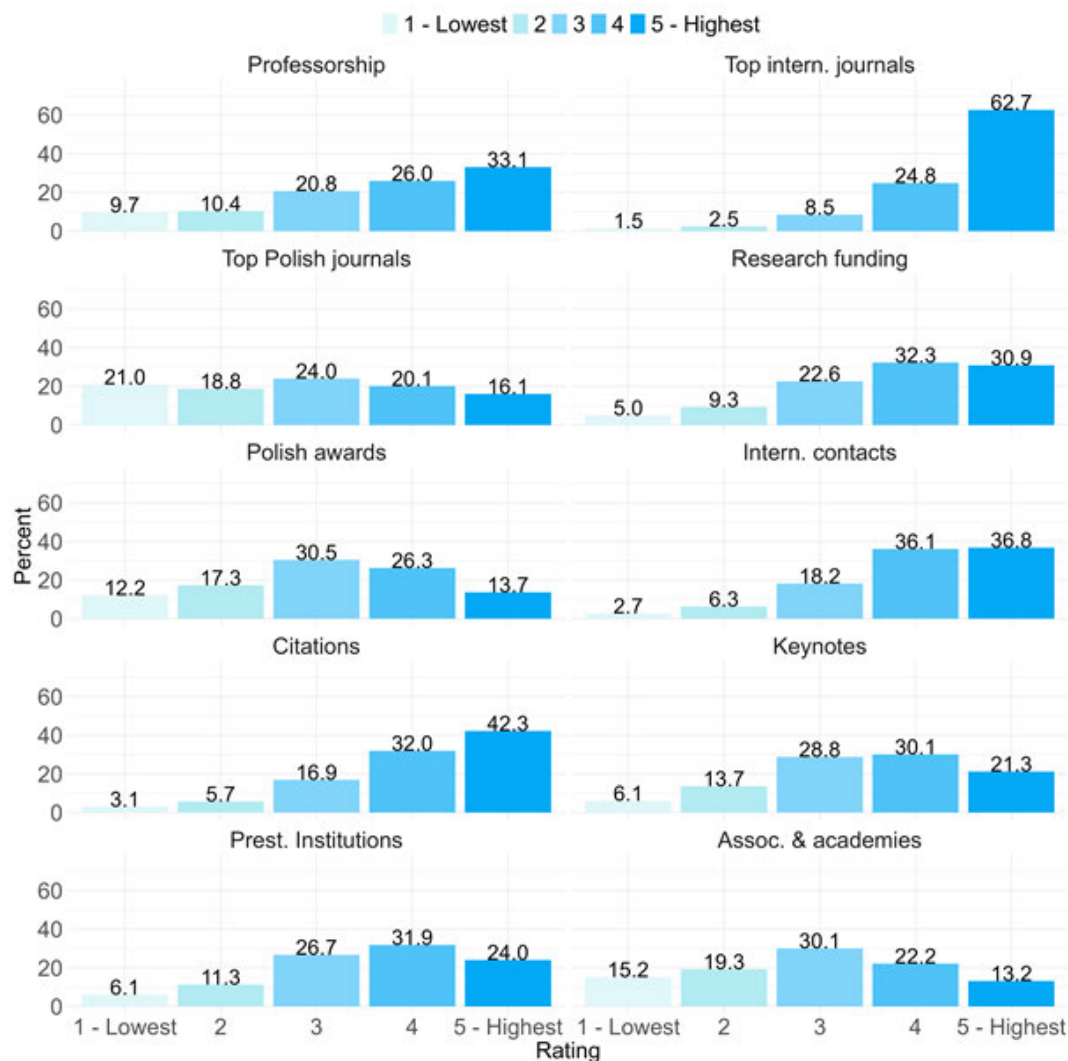 1 - Lowest 2 3 4 5 - Highest
Professorship
Top intern. journals
60
40
20
0
9.7 10.4 20.8 26.0 33.1
1.5 2.5 8.5 24.8 62.7
Top Polish journals
Research funding
60
40
20
0
21.0 18.8 24.0 20.1 16.1
5.0 9.3 22.6 32.3 30.9
Polish awards
Intern. contacts
60
40
20
0
12.2 17.3 30.5 26.3 13.7
2.7 6.3 18.2 36.1 36.8
Percent
Citations
Keynotes
60
40
20
0
3.1 5.7 16.9 32.0 42.3
6.1 13.7 28.8 30.1 21.3
Prest. Institutions
Assoc. & academies
60
40
20
0
6.1 11.3 26.7 31.9 24.0
15.2 19.3 30.1 22.2 13.2
1 - Lowest 2 3 4 5 - Highest
1 - Lowest 2 3 4 5 - Highest
Rating